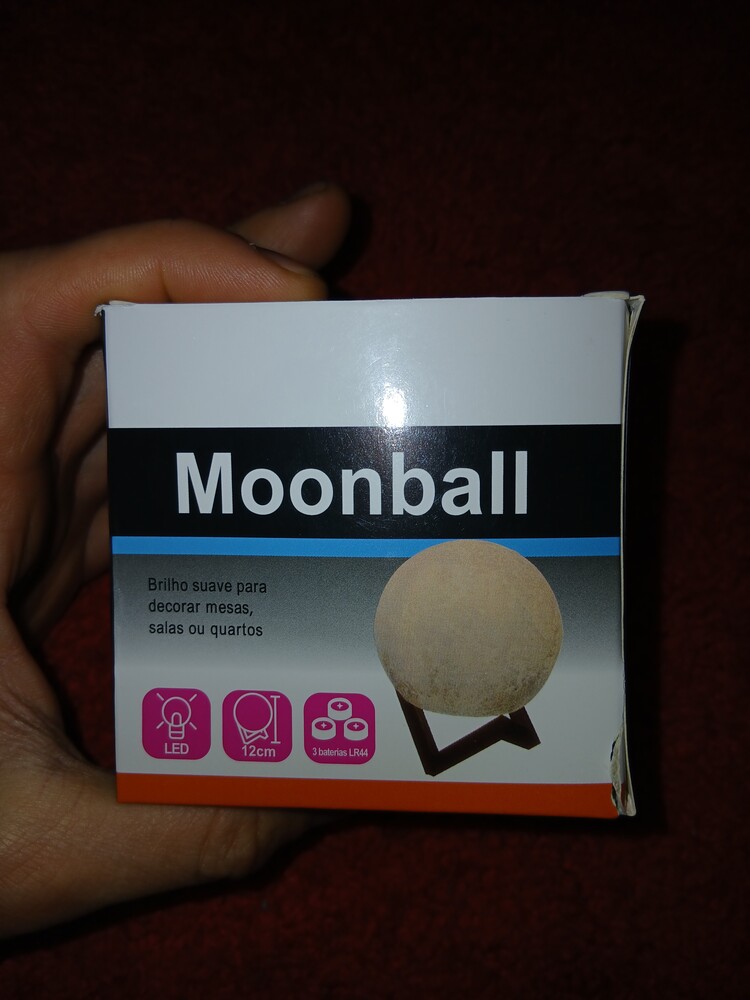 Moonball
Brilho suave para
decorar mesas,
salas ou quartos
LED
12cm
3 baterias LR44